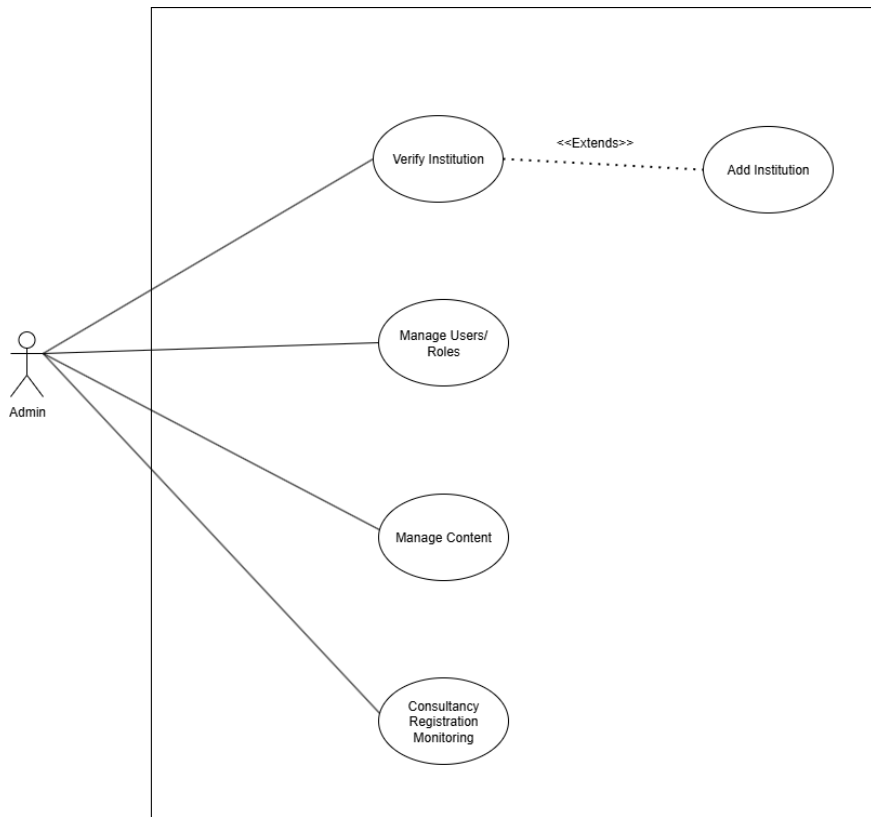 Verify Institution
<<Extends>>
Add Institution
Manage Users/
Roles
Admin
Manage Content
Consultancy
Registration
Monitoring